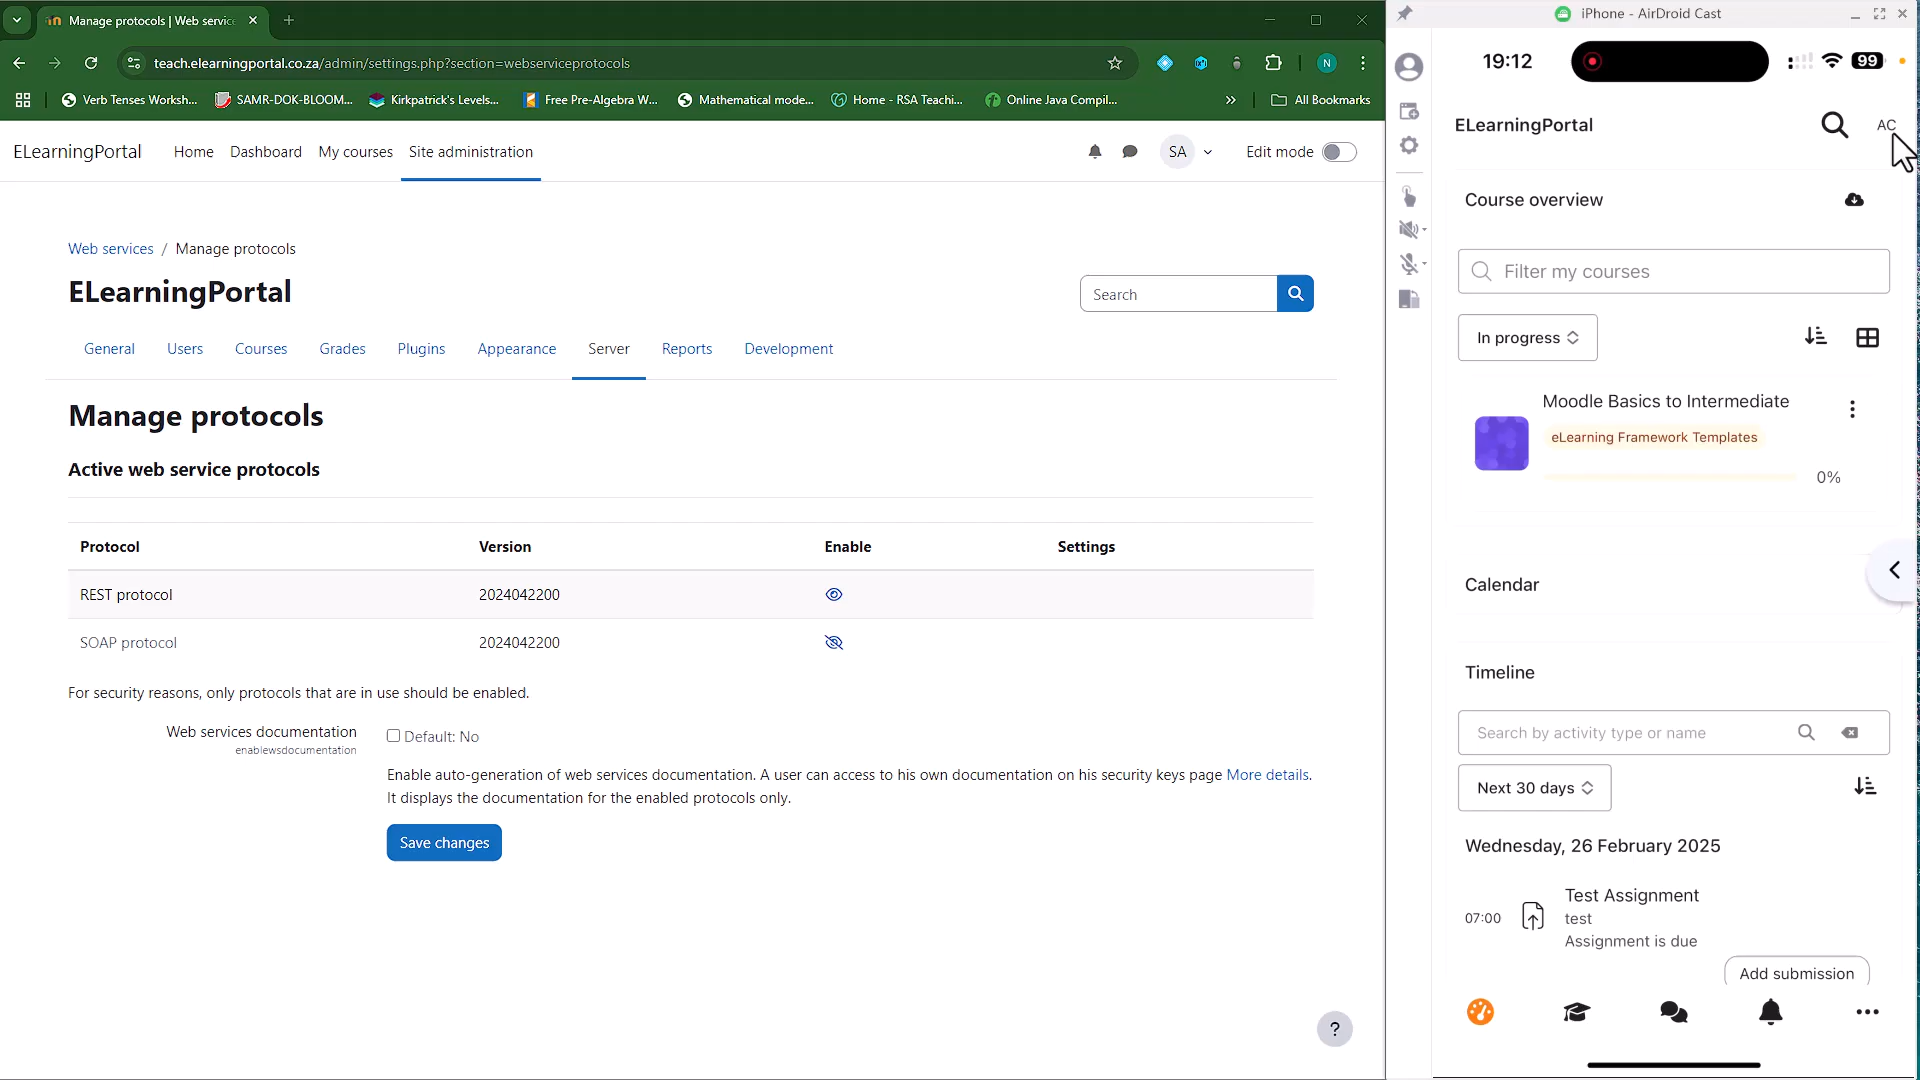 Manage protocols | Web servic
teach.elearningportal.co.za/admin/settings.php?section=webserviceprotocols
N
Verb Tenses Worksh...
SAMR-DOK-BLOOM...
Kirkpatrick's Levels...
Free Pre-Algebra W...
Mathematical mode...
Home - RSA Teachi...
Online Java Compil...
»
All Bookmarks
ELearningPortal
Home
Dashboard
My courses
Site administration
SA
Edit mode
Web services / Manage protocols
ELearningPortal
Search
General
Users
Courses
Grades
Plugins
Appearance
Server
Reports
Development
Manage protocols
Active web service protocols
Protocol Version Enable Settings
REST protocol 2024042200
SOAP protocol 2024042200
For security reasons, only protocols that are in use should be enabled.
Web services documentation
enablewsdocumentation
Default: No
Enable auto-generation of web services documentation. A user can access to his own documentation on his security keys page More details.
It displays the documentation for the enabled protocols only.
Save changes
?
iPhone - AirDroid Cast
19:12
99
ELearningPortal
AC
Course overview
Filter my courses
In progress
Moodle Basics to Intermediate
eLearning Framework Templates
0%
Calendar
Timeline
Search by activity type or name
Next 30 days
Wednesday, 26 February 2025
07:00
Test Assignment
test
Assignment is due
Add submission